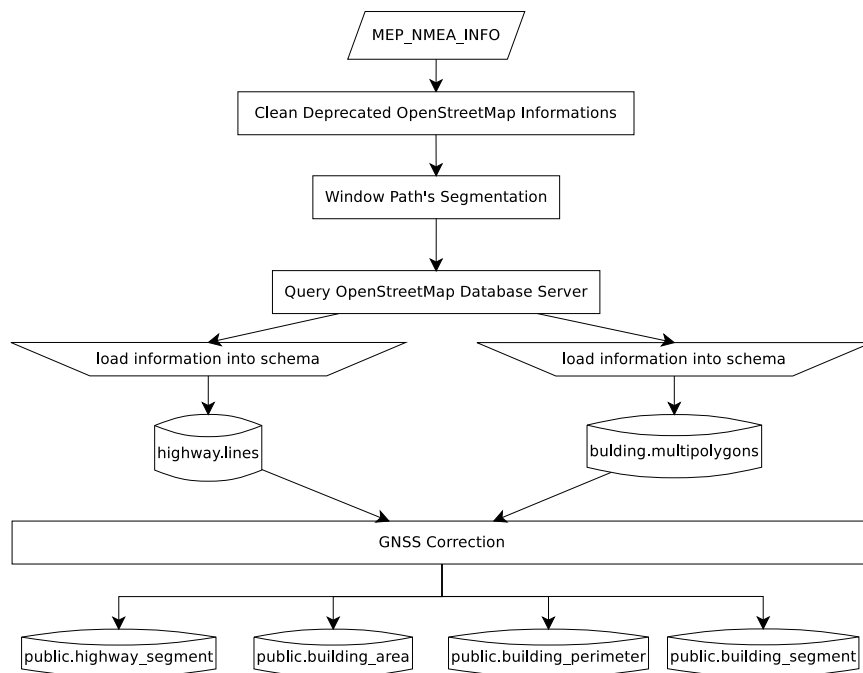 MEP_NMEA_INFO
Clean Deprecated OpenStreetMap Informations
Window Path's Segmentation
Query OpenStreetMap Database Server
load information into schema
load information into schema
highway.lines
bulding.multipolygons
GNSS Correction
public.highway_segment
public.building_area
public.building_perimeter
public.building_segment